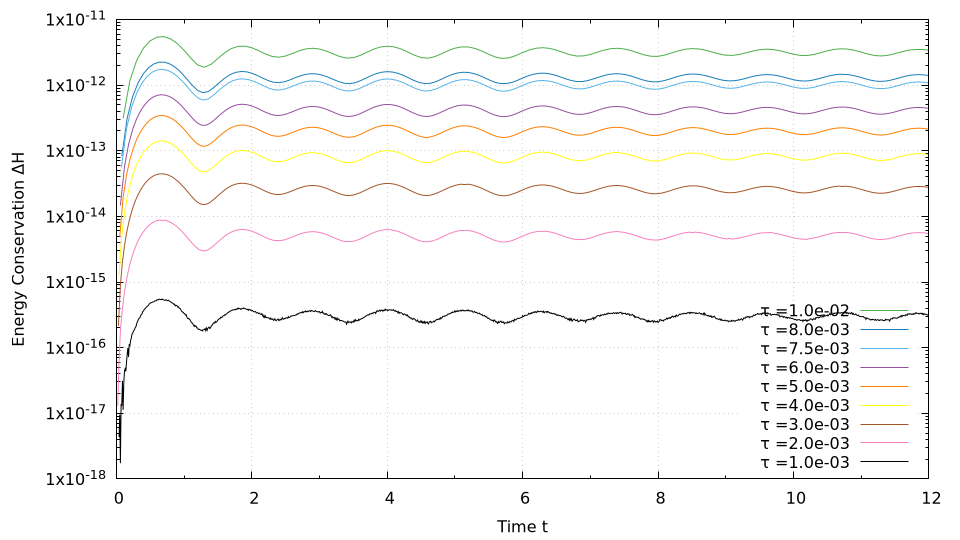 1x10-11
1x10-12
1x10-13
1x10-14
1x10-15
1x10-16
1x10-17
1x10-18
Energy Conservation ΔH
τ =1.0e-02
τ =8.0e-03
τ =7.5e-03
τ =6.0e-03
τ =5.0e-03
τ =4.0e-03
τ =3.0e-03
τ =2.0e-03
τ =1.0e-03
0 2 4 6 8 10 12
Time t